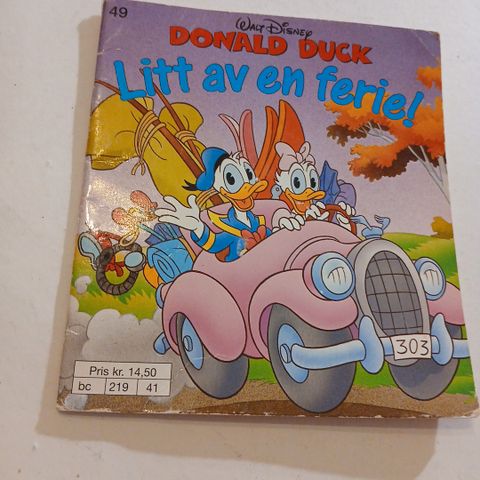 49
WALT DISNEY
DONALD DUCK
Litt av en ferie!
303
Pris kr. 14,50
bc 219 41